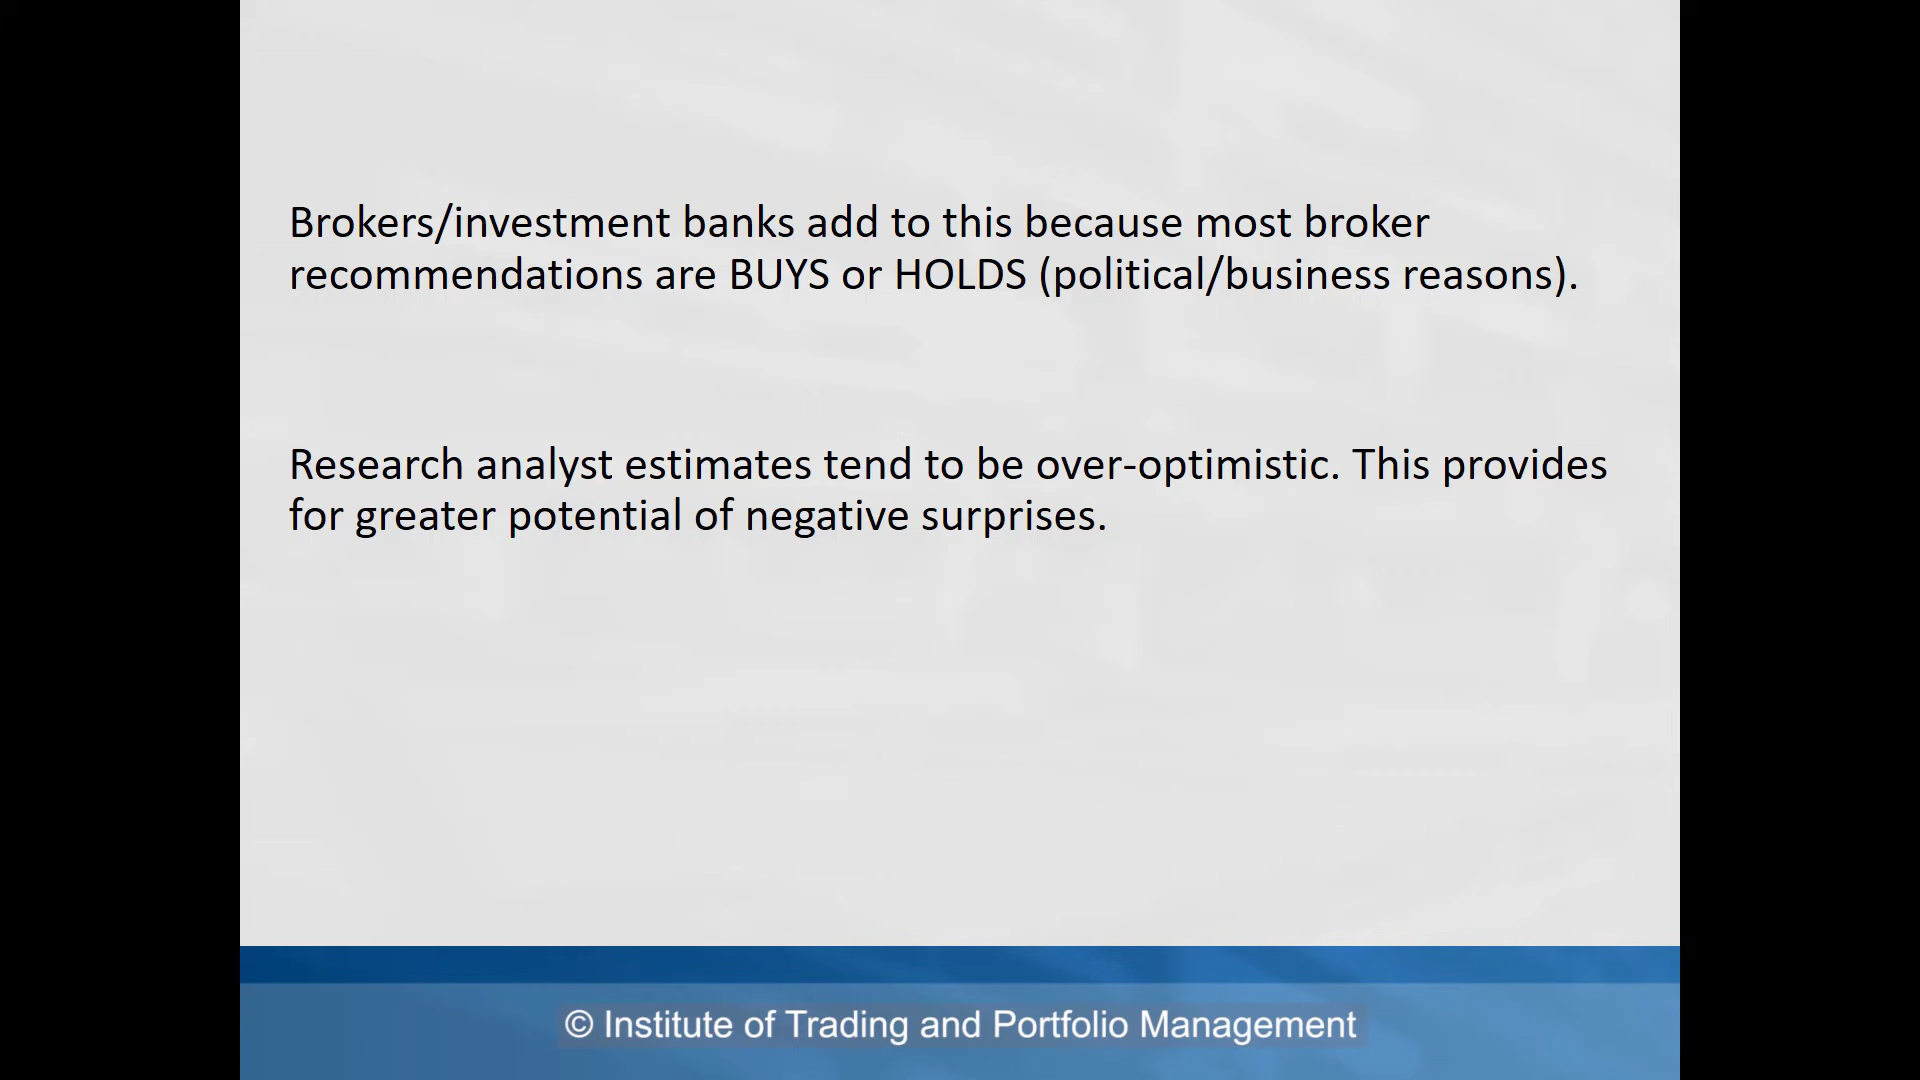 Brokers/investment banks add to this because most broker
recommendations are BUYS or HOLDS (political/business reasons).
Research analyst estimates tend to be over-optimistic. This provides
for greater potential of negative surprises.
© Institute of Trading and Portfolio Management